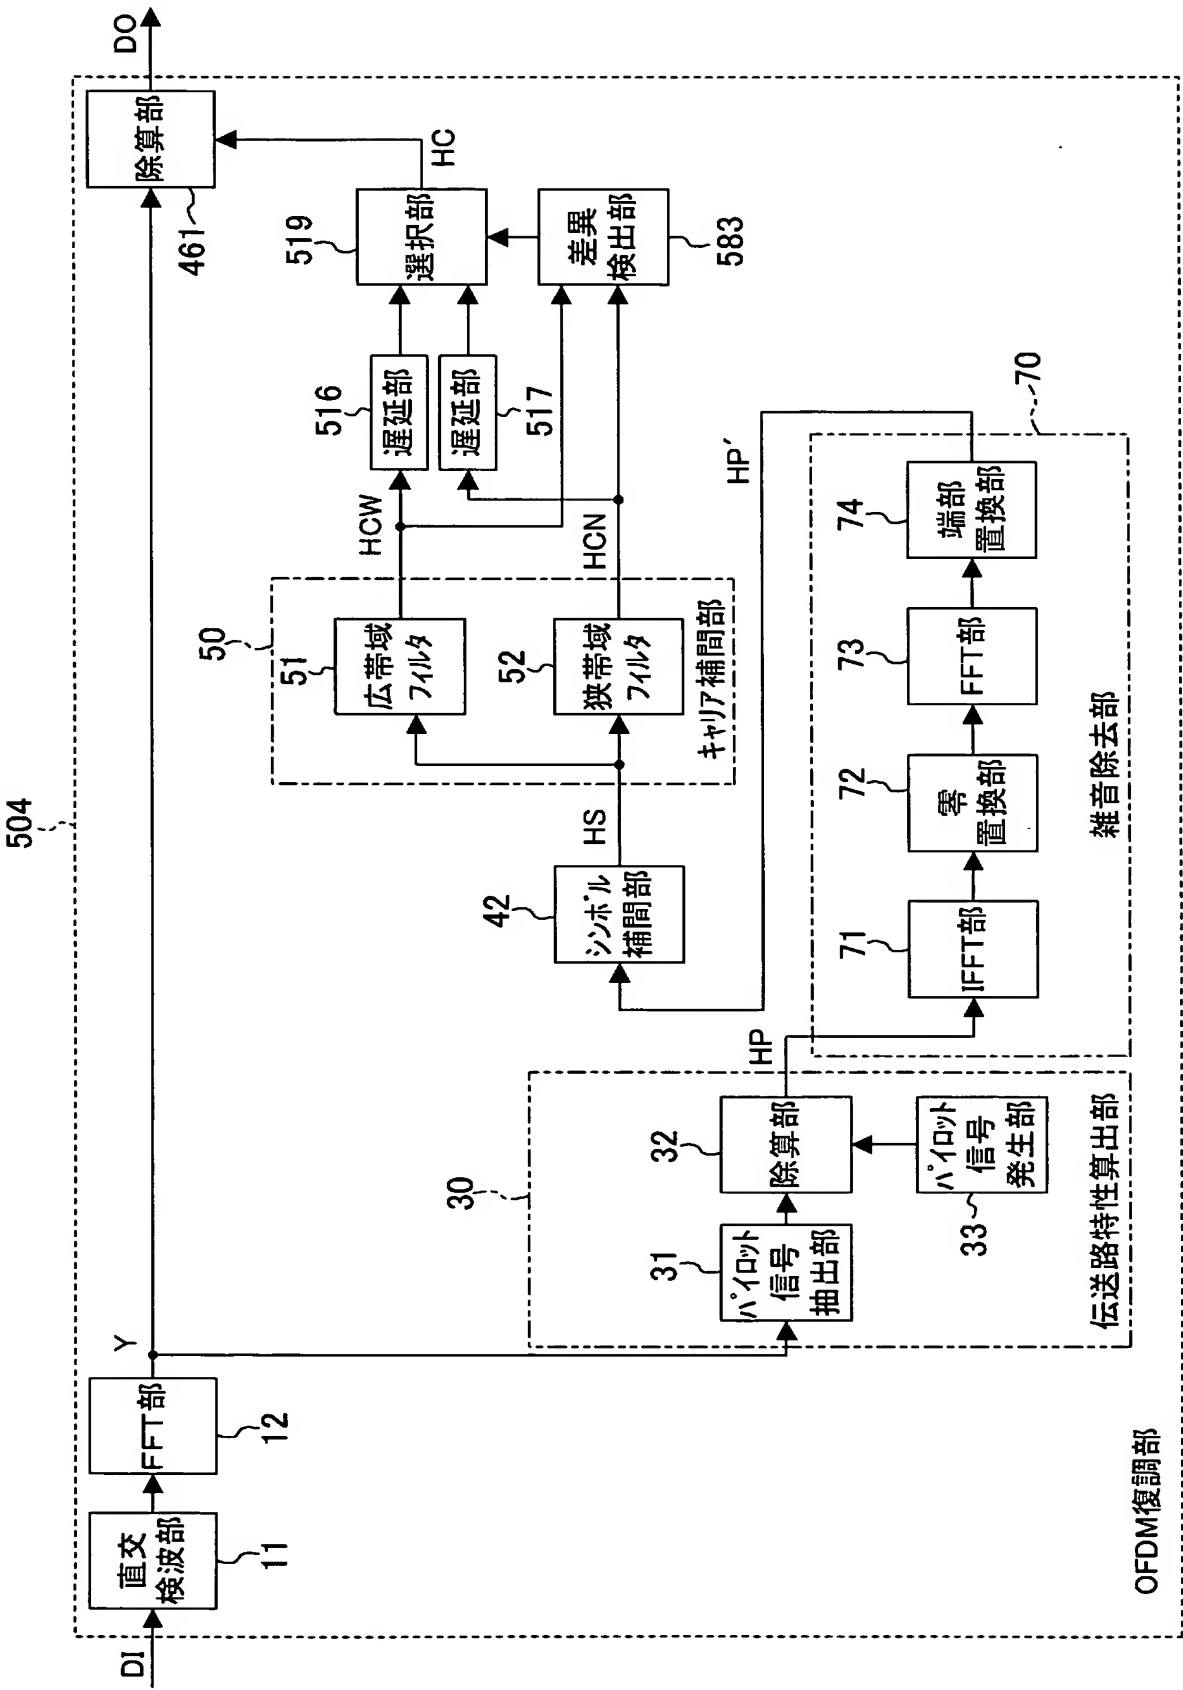 504
DI
直交
検波部
11
FFT部
12
Y
除算部
461
DO
30
パイロット
信号
抽出部
31
除算部
32
パイロット
信号
発生部
33
伝送路特性算出部
HP
IFFT部
71
零
置換部
72
FFT部
73
端部
置換部
74
雑音除去部
70
HP′
シンボル
補間部
42
HS
50
広帯域
フィルタ
51
狭帯域
フィルタ
52
キャリア補間部
HCW
HCN
遅延部
516
遅延部
517
選択部
519
差異
検出部
583
HC
OFDM復調部